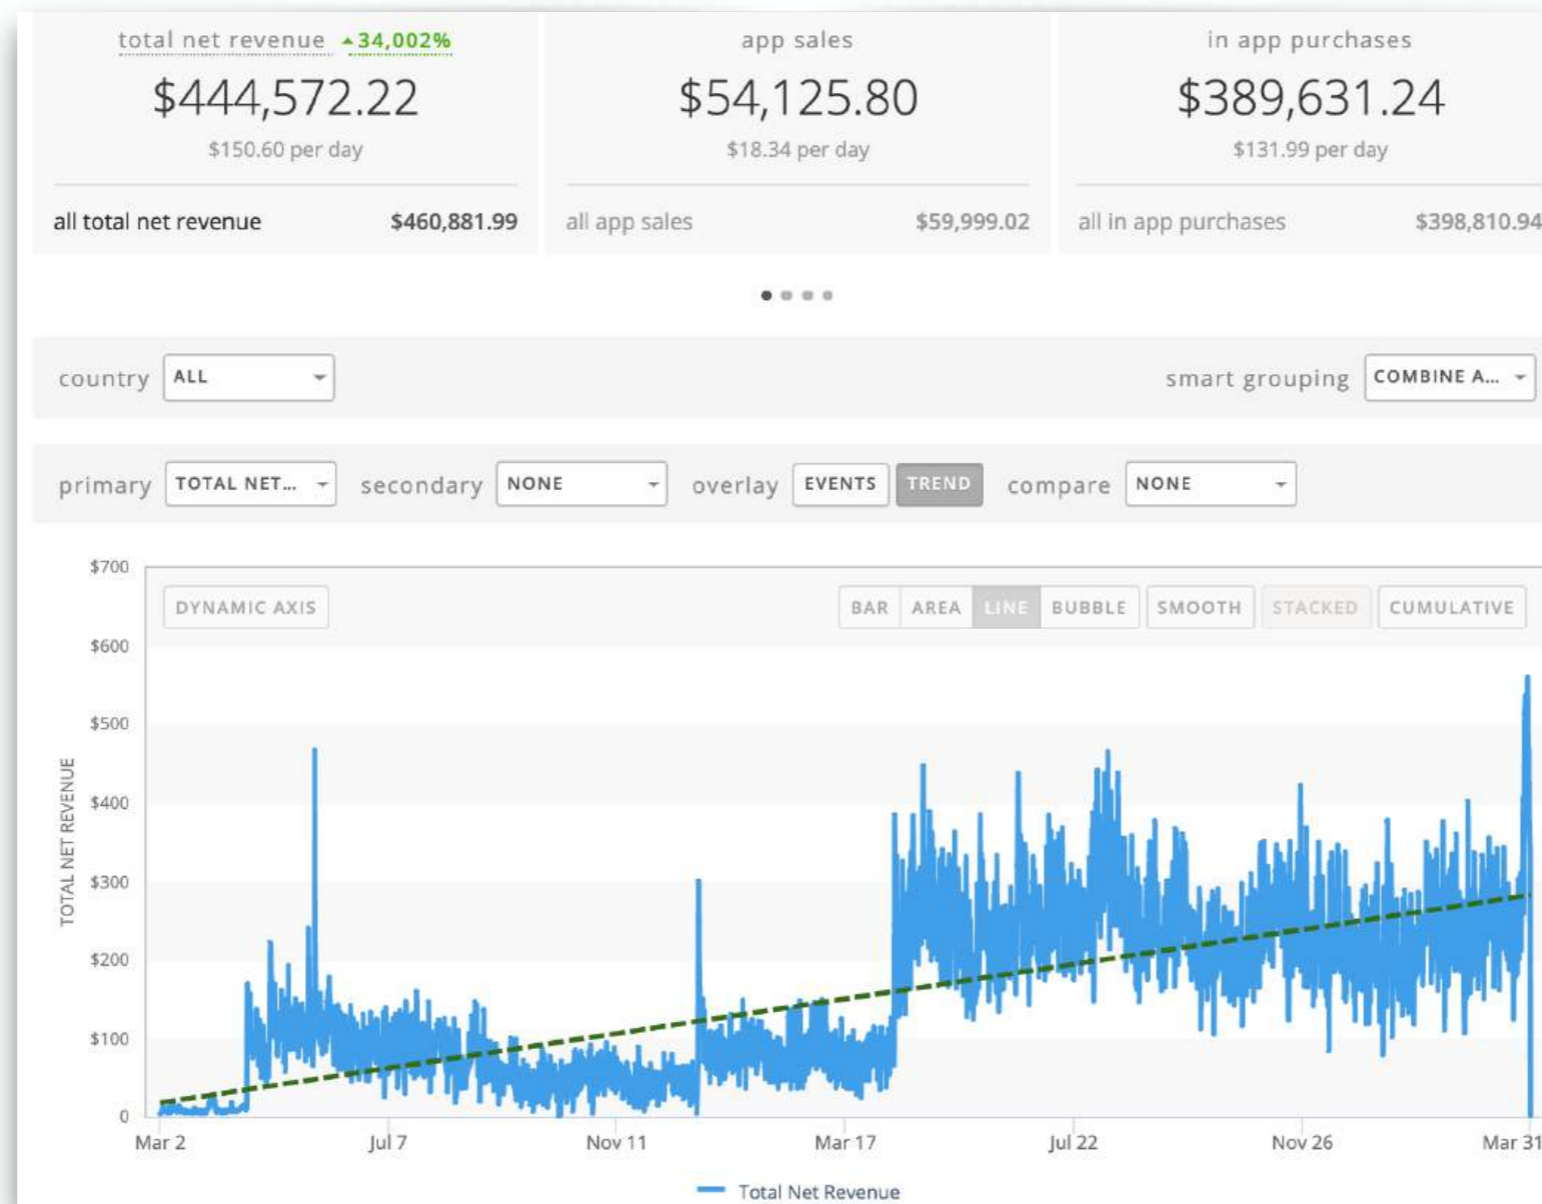 total net revenue ▲34,002%
$444,572.22
$150.60 per day
all total net revenue $460,881.99
app sales
$54,125.80
$18.34 per day
all app sales $59,999.02
in app purchases
$389,631.24
$131.99 per day
all in app purchases $398,810.94
country ALL smart grouping COMBINE A...
primary TOTAL NET... secondary NONE overlay EVENTS TREND compare NONE
DYNAMIC AXIS BAR AREA LINE BUBBLE SMOOTH STACKED CUMULATIVE
TOTAL NET REVENUE
$700
$600
$500
$400
$300
$200
$100
0
Mar 2 Jul 7 Nov 11 Mar 17 Jul 22 Nov 26 Mar 31
Total Net Revenue